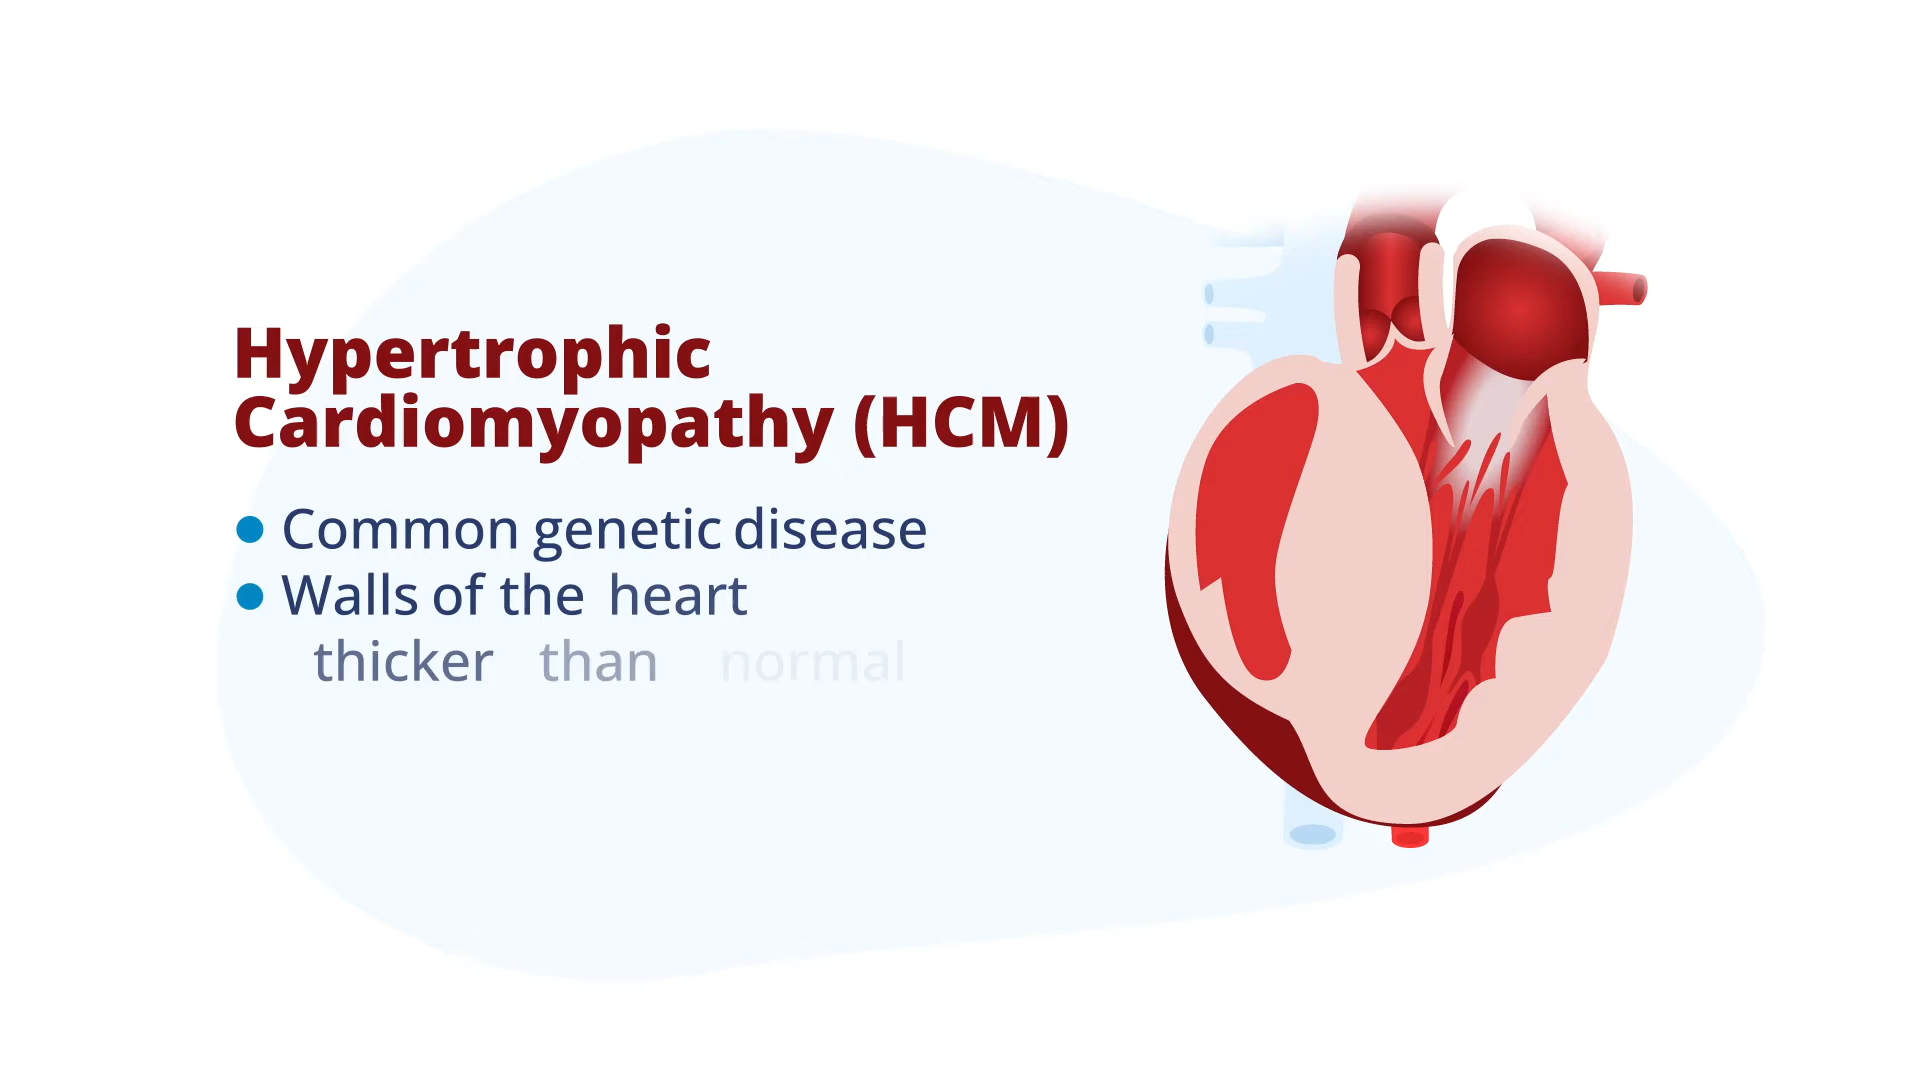 Hypertrophic
Cardiomyopathy (HCM)
Common genetic disease
Walls of the heart
thicker than normal